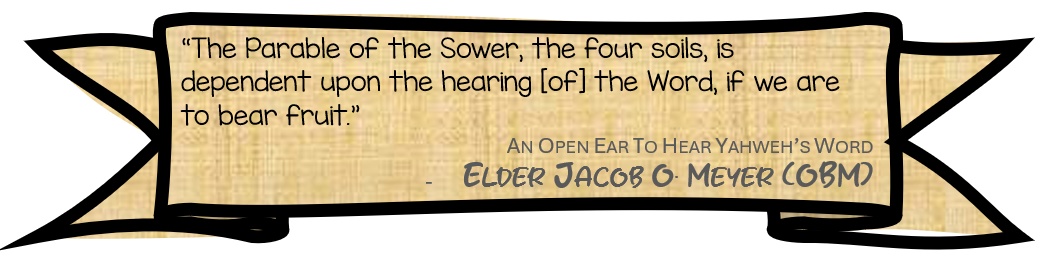 “The Parable of the Sower, the four soils, is
dependent upon the hearing [of] the Word, if we are
to bear fruit.”
An Open Ear To Hear Yahweh’s Word
- Elder Jacob O. Meyer (OBM)